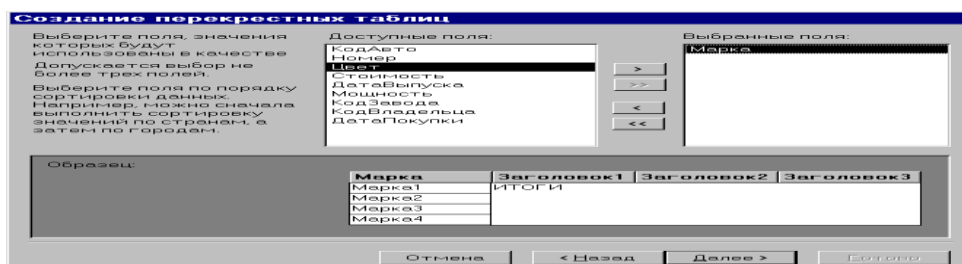 Создание перекрестных таблиц
Выберите поля, значения
которых будут
использованы в качестве
Допускается выбор не
более трех полей.
Выберите поля по порядку
сортировки данных.
Например, можно сначала
выполнить сортировку
значений по странам, а
затем по городам.
Доступные поля:
КодАвто
Номер
Цвет
Стоимость
ДатаВыпуска
Мощность
КодЗавода
КодВладельца
ДатаПокупки
>
>>
<
<<
Выбранные поля:
Марка
Образец:
Марка Заголовок1 Заголовок2 Заголовок3
Марка1 ИТОГИ
Марка2
Марка3
Марка4
Отмена < Назад Далее > Готово